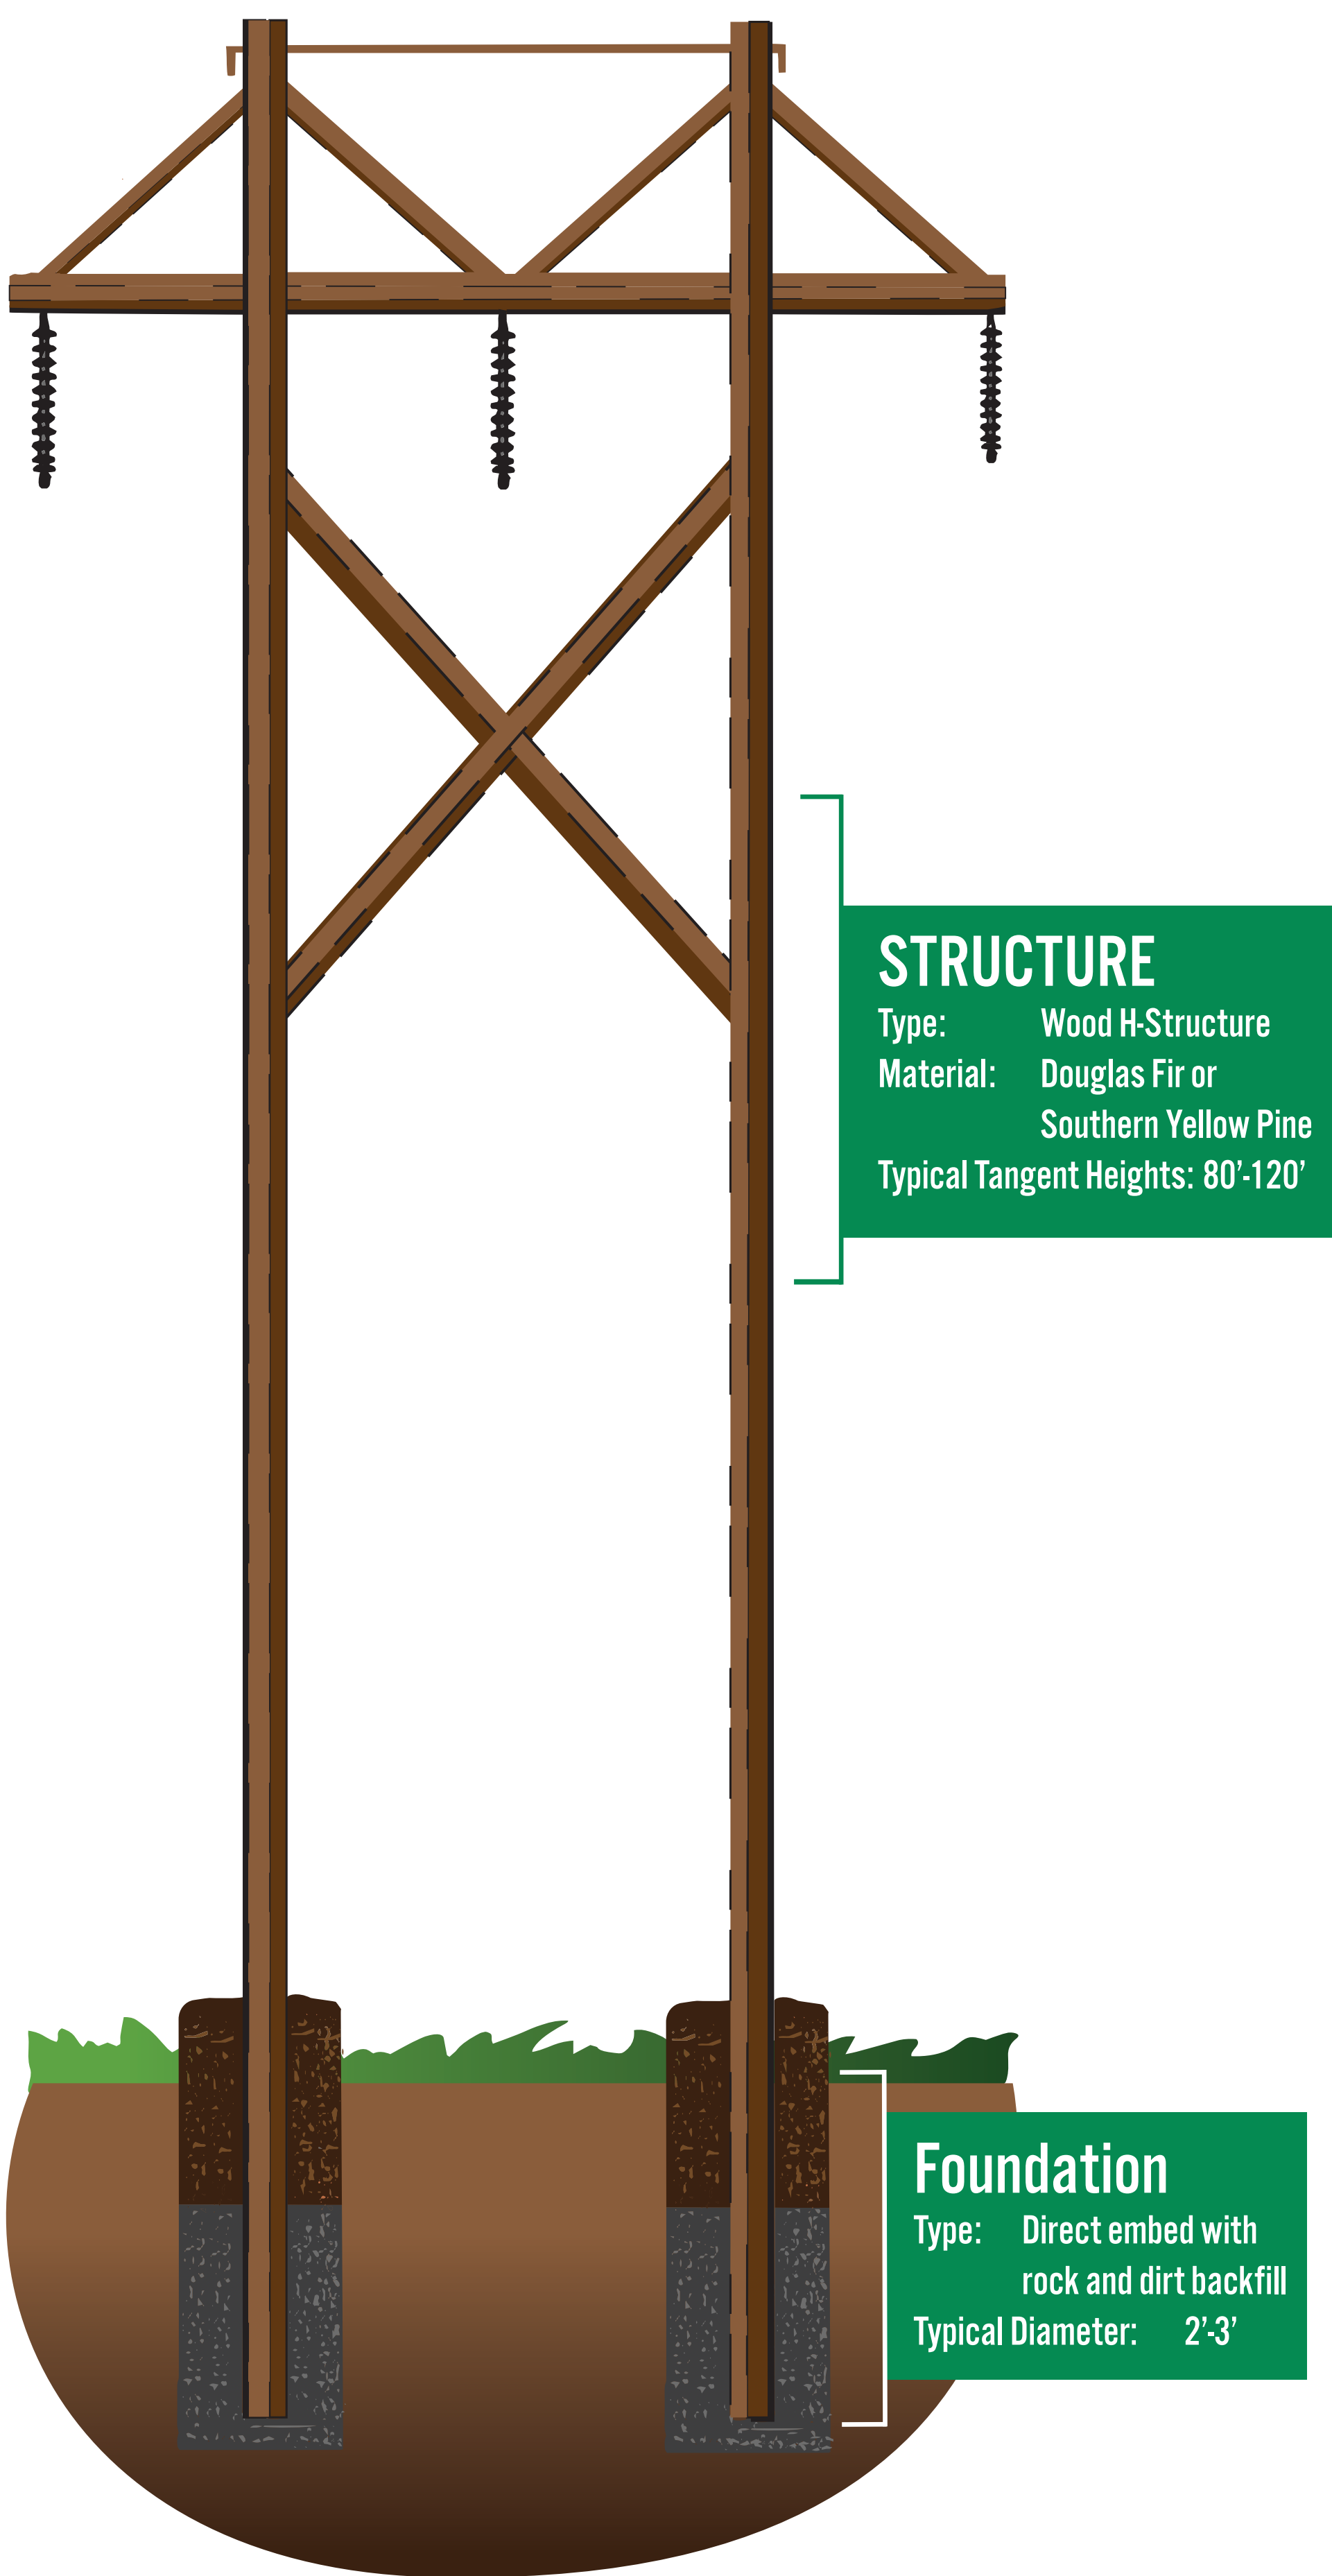 STRUCTURE
Type: Wood H-Structure
Material: Douglas Fir or
Southern Yellow Pine
Typical Tangent Heights: 80’-120’
Foundation
Type: Direct embed with
rock and dirt backfill
Typical Diameter: 2’-3’